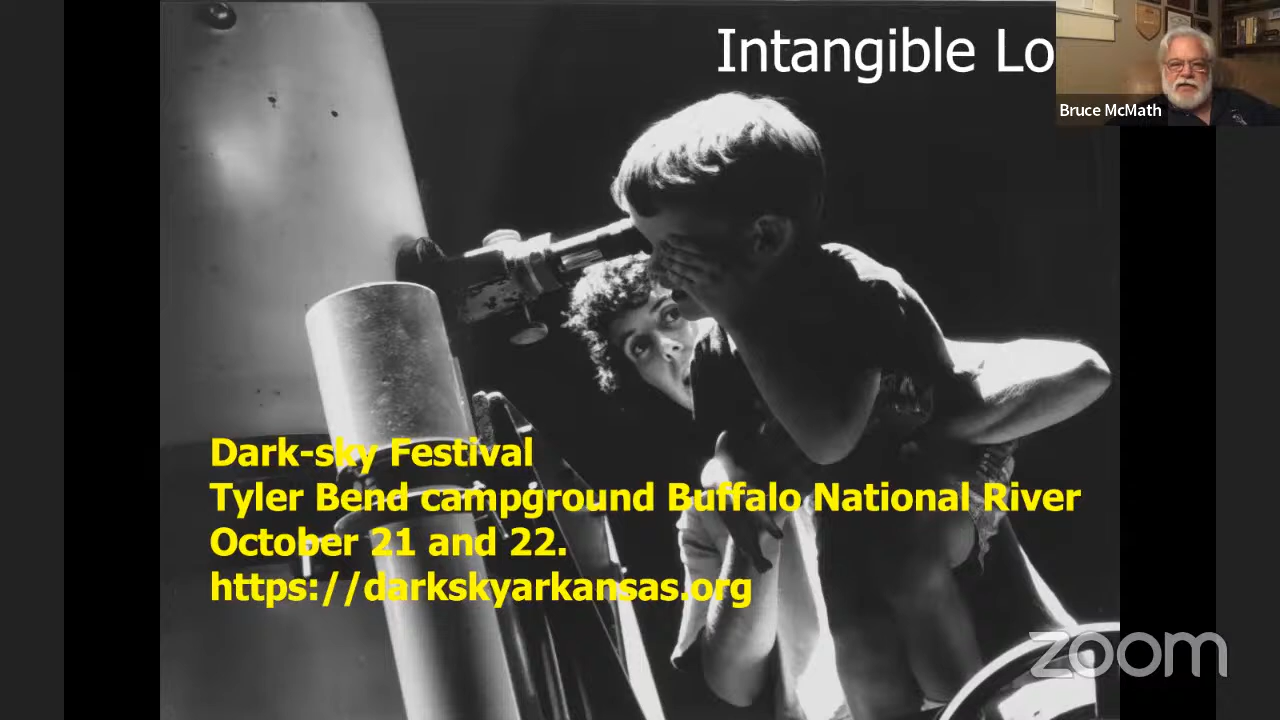 Intangible Lo
Bruce McMath
Dark-sky Festival
Tyler Bend campground Buffalo National River
October 21 and 22.
https://darkskyarkansas.org
zoom